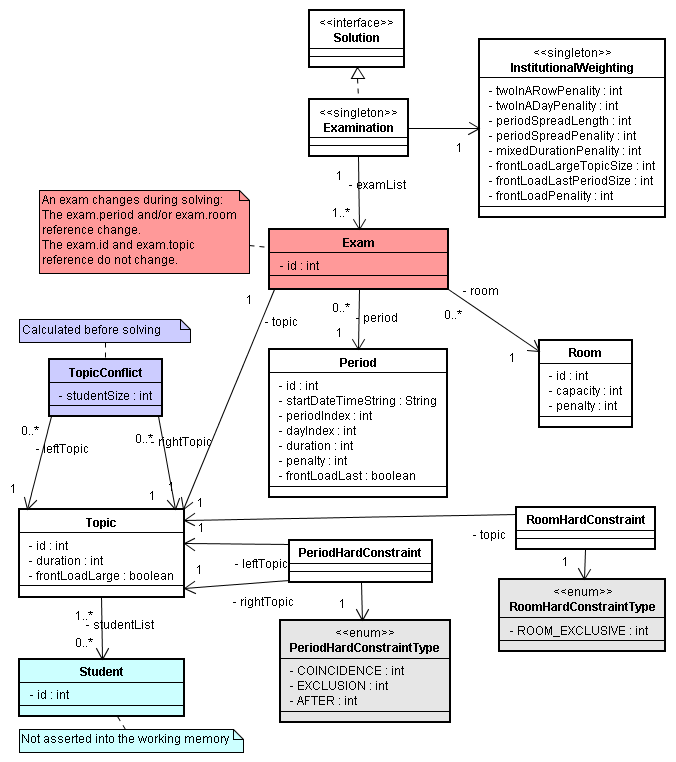 <<interface>>
Solution
<<singleton>>
InstitutionalWeighting
- twoInARowPenality : int
- twoInADayPenality : int
- periodSpreadLength : int
- periodSpreadPenality : int
- mixedDurationPenality : int
- frontLoadLargeTopicSize : int
- frontLoadLastPeriodSize : int
- frontLoadPenality : int
<<singleton>>
Examination
1
1
- examList
1..*
An exam changes during solving:
The exam.period and/or exam.room
reference change.
The exam.id and exam.topic
reference do not change.
Exam
- id : int
1
- topic
0..*
- period
1
- room
0..*
1
Calculated before solving
TopicConflict
- studentSize : int
Period
- id : int
- startDateTimeString : String
- periodIndex : int
- dayIndex : int
- duration : int
- penalty : int
- frontLoadLast : boolean
Room
- id : int
- capacity : int
- penalty : int
0..*
- leftTopic
0..*
- rightTopic
1
1
1
1
Topic
- id : int
- duration : int
- frontLoadLarge : boolean
1
PeriodHardConstraint
- leftTopic
1
- rightTopic
RoomHardConstraint
- topic
1
1
<<enum>>
RoomHardConstraintType
- ROOM_EXCLUSIVE : int
1..*
- studentList
0..*
<<enum>>
PeriodHardConstraintType
- COINCIDENCE : int
- EXCLUSION : int
- AFTER : int
Student
- id : int
Not asserted into the working memory